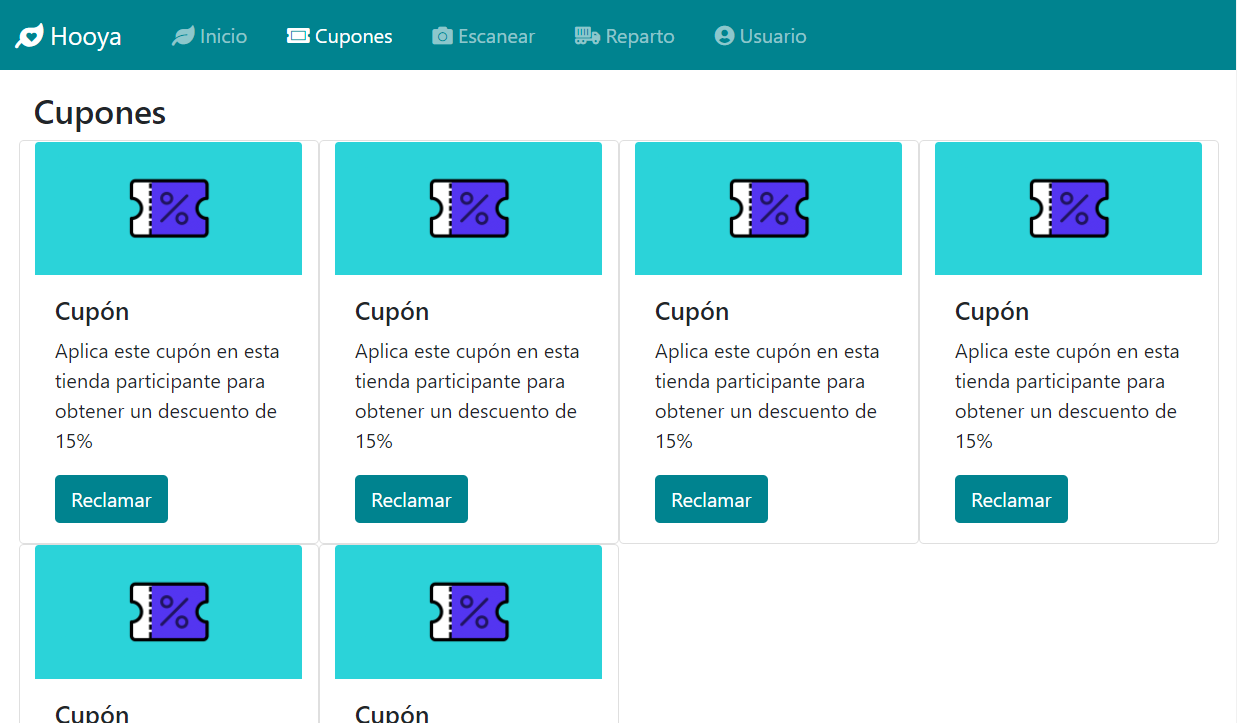 Hooya Inicio Cupones Escanear Reparto Usuario
Cupones
Cupón
Aplica este cupón en esta
tienda participante para
obtener un descuento de
15%
Reclamar
Cupón
Aplica este cupón en esta
tienda participante para
obtener un descuento de
15%
Reclamar
Cupón
Aplica este cupón en esta
tienda participante para
obtener un descuento de
15%
Reclamar
Cupón
Aplica este cupón en esta
tienda participante para
obtener un descuento de
15%
Reclamar
Cupón
Cupón